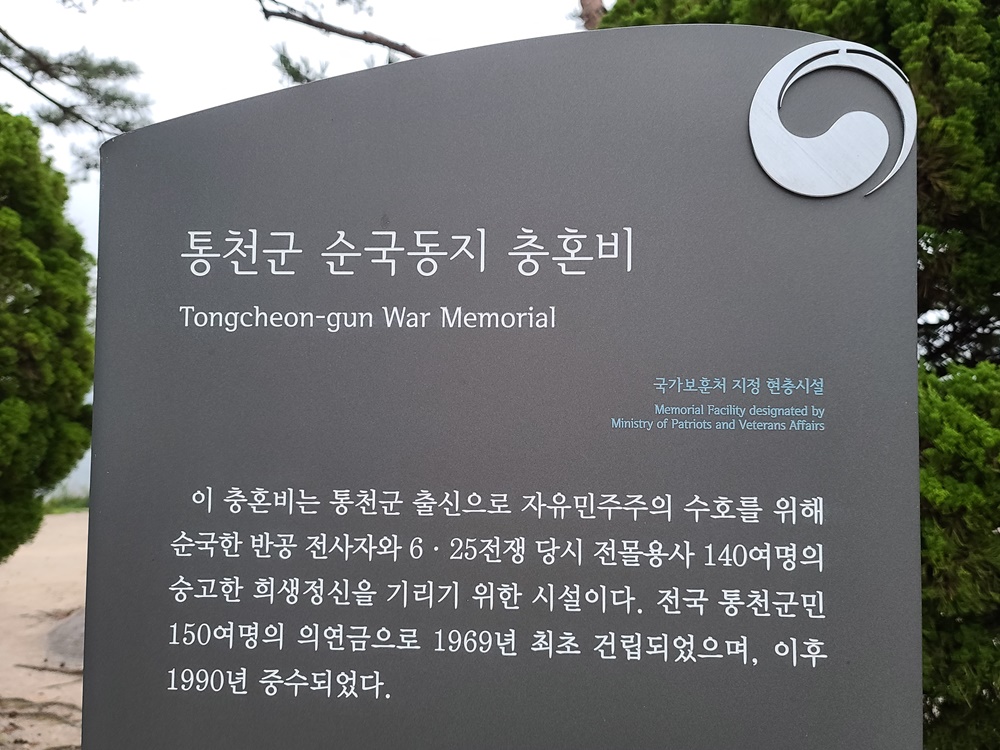 통천군 순국동지 충혼비
Tongcheon-gun War Memorial
국가보훈처 지정 현충시설
Memorial Facility designated by
Ministry of Patriots and Veterans Affairs
이 충혼비는 통천군 출신으로 자유민주주의 수호를 위해
순국한 반공 전사자와 6·25전쟁 당시 전몰용사 140여명의
숭고한 희생정신을 기리기 위한 시설이다. 전국 통천군민
150여명의 의연금으로 1969년 최초 건립되었으며, 이후
1990년 중수되었다.